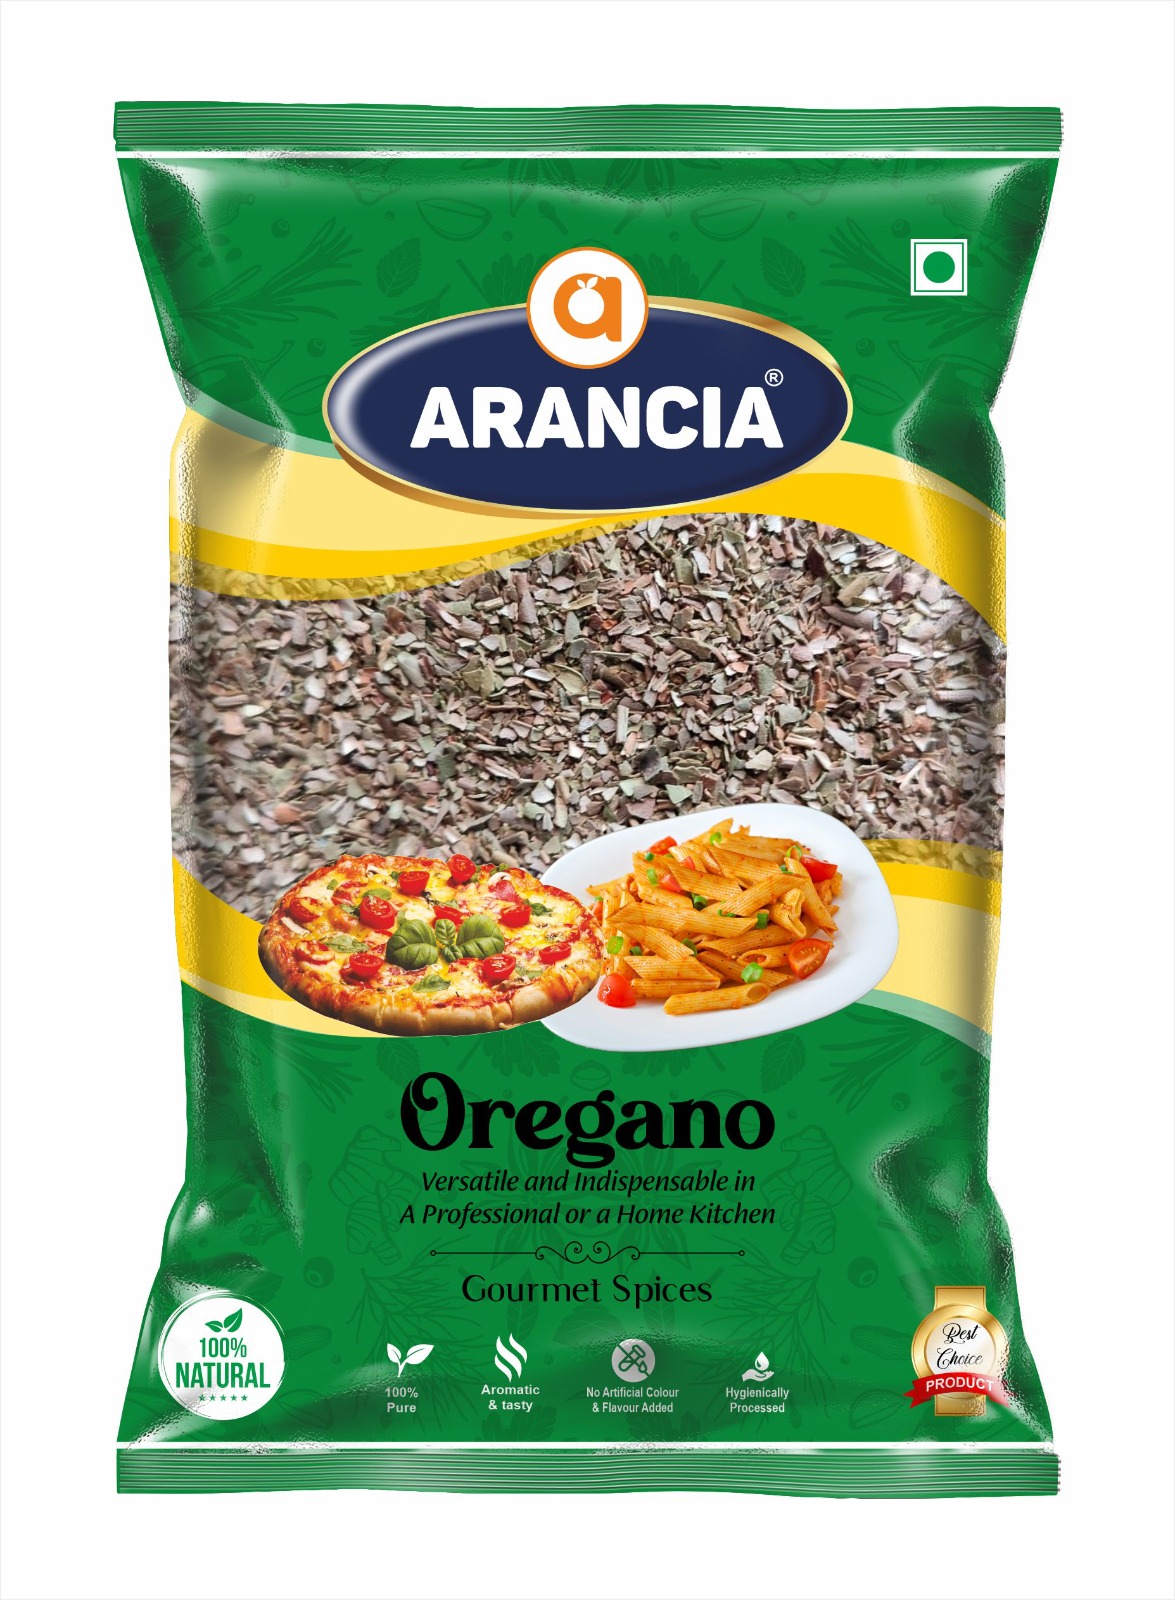 a
ARANCIA®
Oregano
Versatile and Indispensable in
A Professional or a Home Kitchen
Gourmet Spices
100%
NATURAL
100%
Pure
Aromatic
& tasty
No Artificial Colour
& Flavour Added
Hygienically
Processed
Best
Choice
PRODUCT